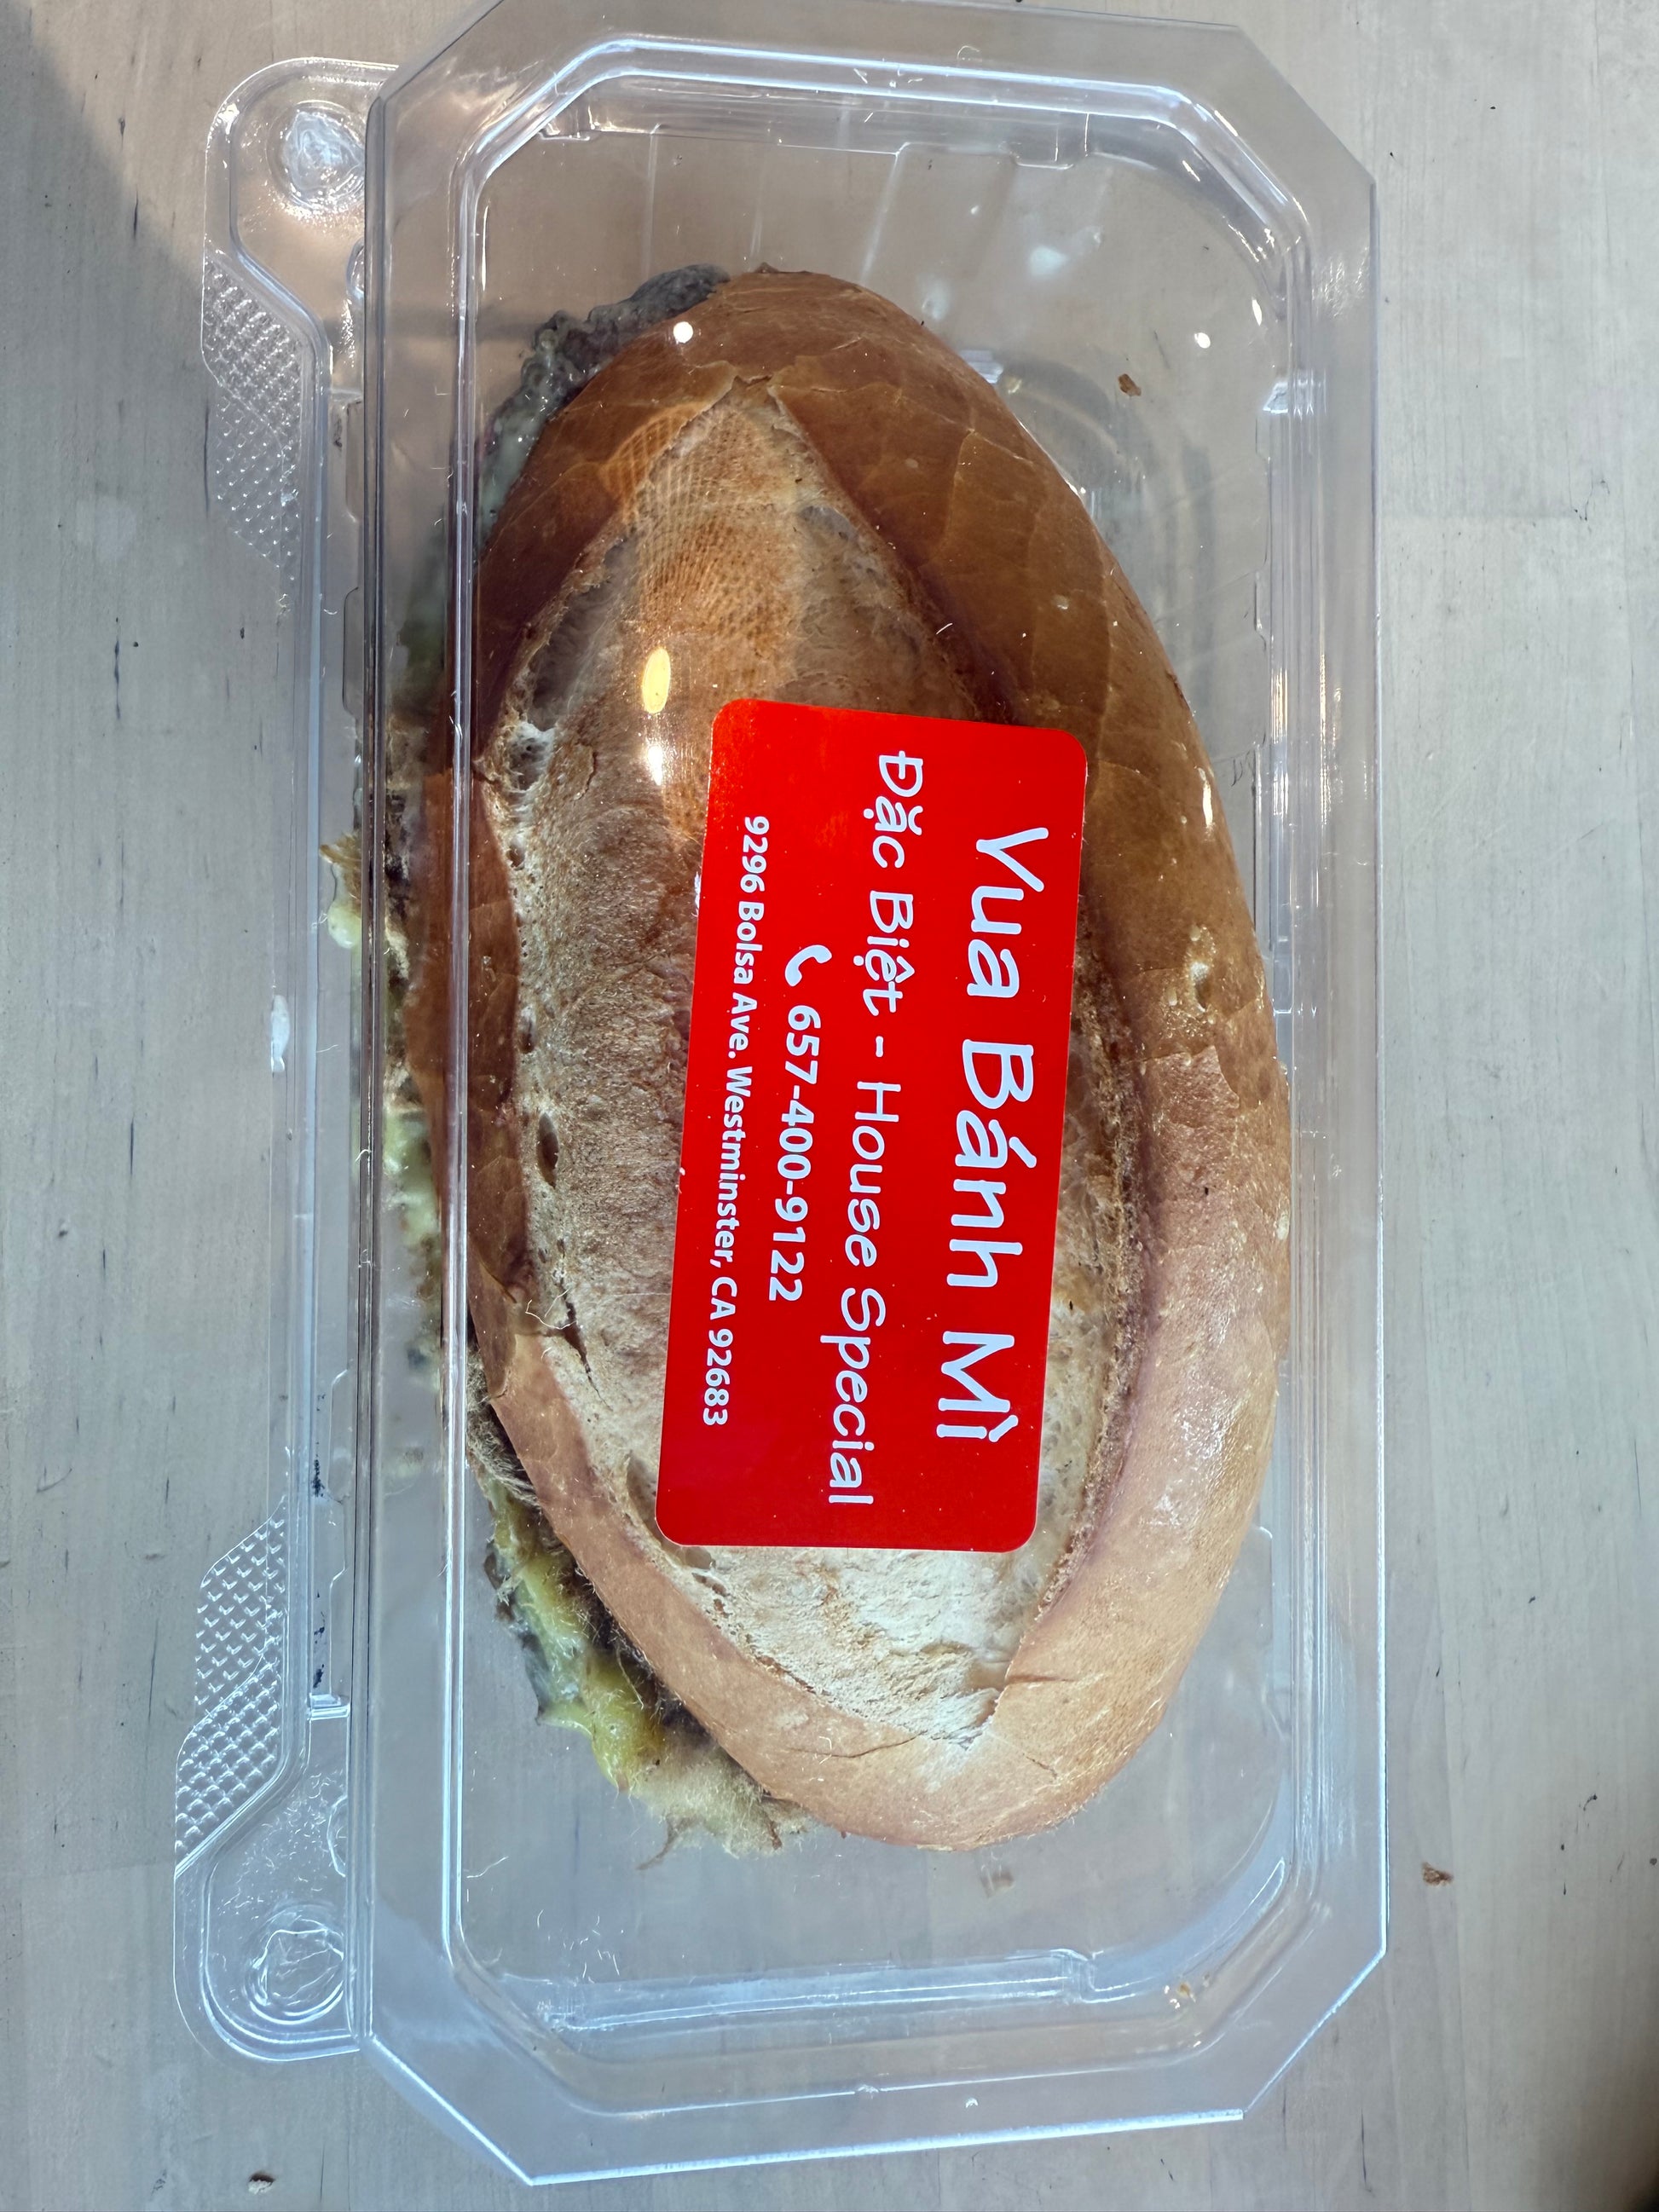 Vua Bánh Mì
Đặc Biệt - House Special
657-400-9122
9296 Bolsa Ave. Westminster, CA 92683